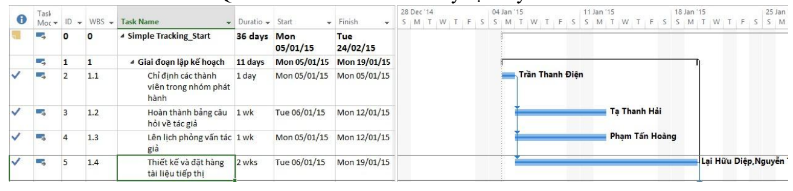 Task Moc ID WBS Task Name Duratio Start Finish
28 Dec '14 04 Jan '15 11 Jan '15 18 Jan '15 25 Jan
S M T W T F S S M T W T F S S M T W T F S S M T W T F S S M
0 0 Simple Tracking_Start 36 days Mon 05/01/15 Tue 24/02/15
1 1 Giai đoạn lập kế hoạch 11 days Mon 05/01/15 Mon 19/01/15
2 1.1 Chỉ định các thành viên trong nhóm phát hành 1 day Mon 05/01/15 Mon 05/01/15 Trần Thanh Điện
3 1.2 Hoàn thành bảng câu hỏi về tác giả 1 wk Tue 06/01/15 Mon 12/01/15 Tạ Thanh Hải
4 1.3 Lên lịch phỏng vấn tác giả 1 wk Mon 05/01/15 Mon 12/01/15 Phạm Tấn Hoàng
5 1.4 Thiết kế và đặt hàng tài liệu tiếp thị 2 wks Tue 06/01/15 Mon 19/01/15 Lại Hữu Diệp,Nguyễn